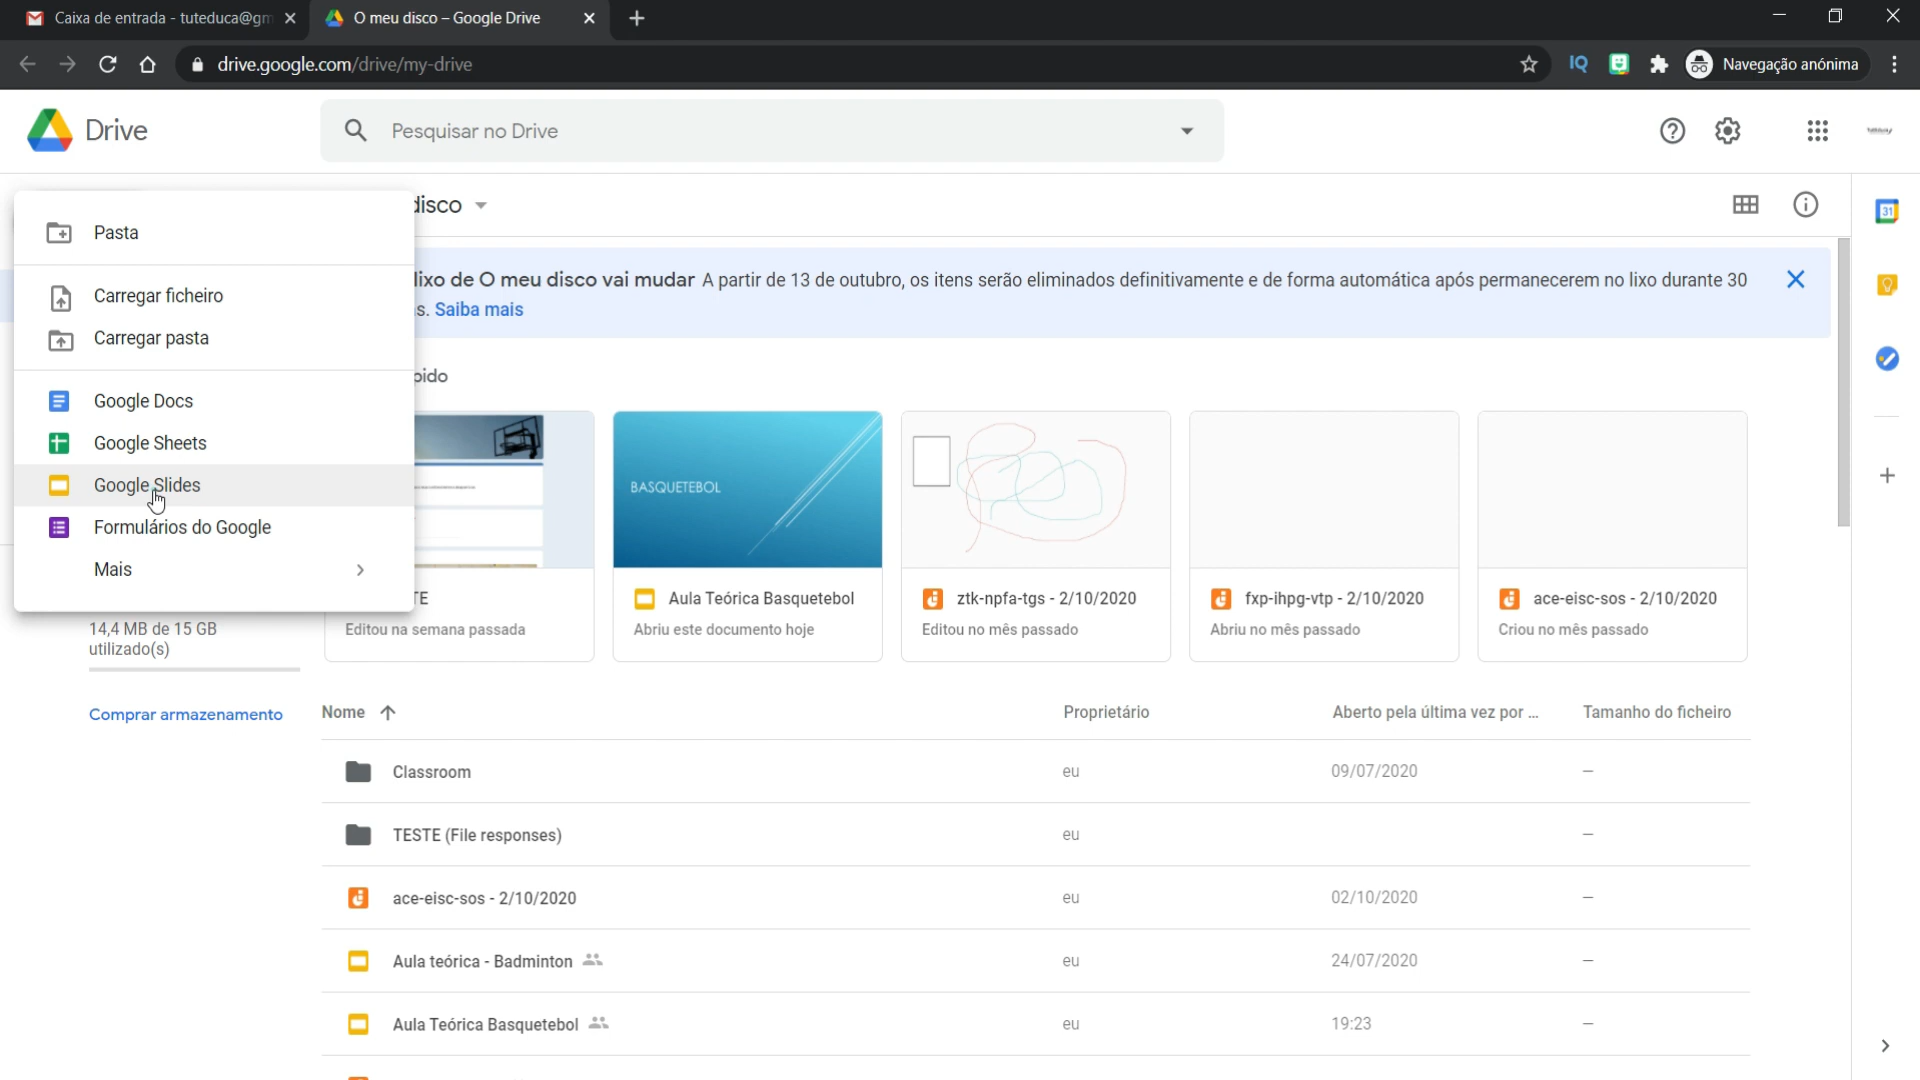 Caixa de entrada - tuteduca@gm
O meu disco – Google Drive
drive.google.com/drive/my-drive
IQ
Navegação anónima
Drive
Pesquisar no Drive
disco
Pasta
Carregar ficheiro
Carregar pasta
Google Docs
Google Sheets
Google Slides
Formulários do Google
Mais
lixo de O meu disco vai mudar A partir de 13 de outubro, os itens serão eliminados definitivamente e de forma automática após permanecerem no lixo durante 30
s. Saiba mais
31
pido
BASQUETEBOL
TE
Editou na semana passada
Aula Teórica Basquetebol
Abriu este documento hoje
ztk-npfa-tgs - 2/10/2020
Editou no mês passado
fxp-ihpg-vtp - 2/10/2020
Abriu no mês passado
ace-eisc-sos - 2/10/2020
Criou no mês passado
14,4 MB de 15 GB
utilizado(s)
Comprar armazenamento
Nome Proprietário Aberto pela última vez por ... Tamanho do ficheiro
Classroom eu 09/07/2020 –
TESTE (File responses) eu –
ace-eisc-sos - 2/10/2020 eu 02/10/2020 –
Aula teórica - Badminton eu 24/07/2020 –
Aula Teórica Basquetebol eu 19:23 –